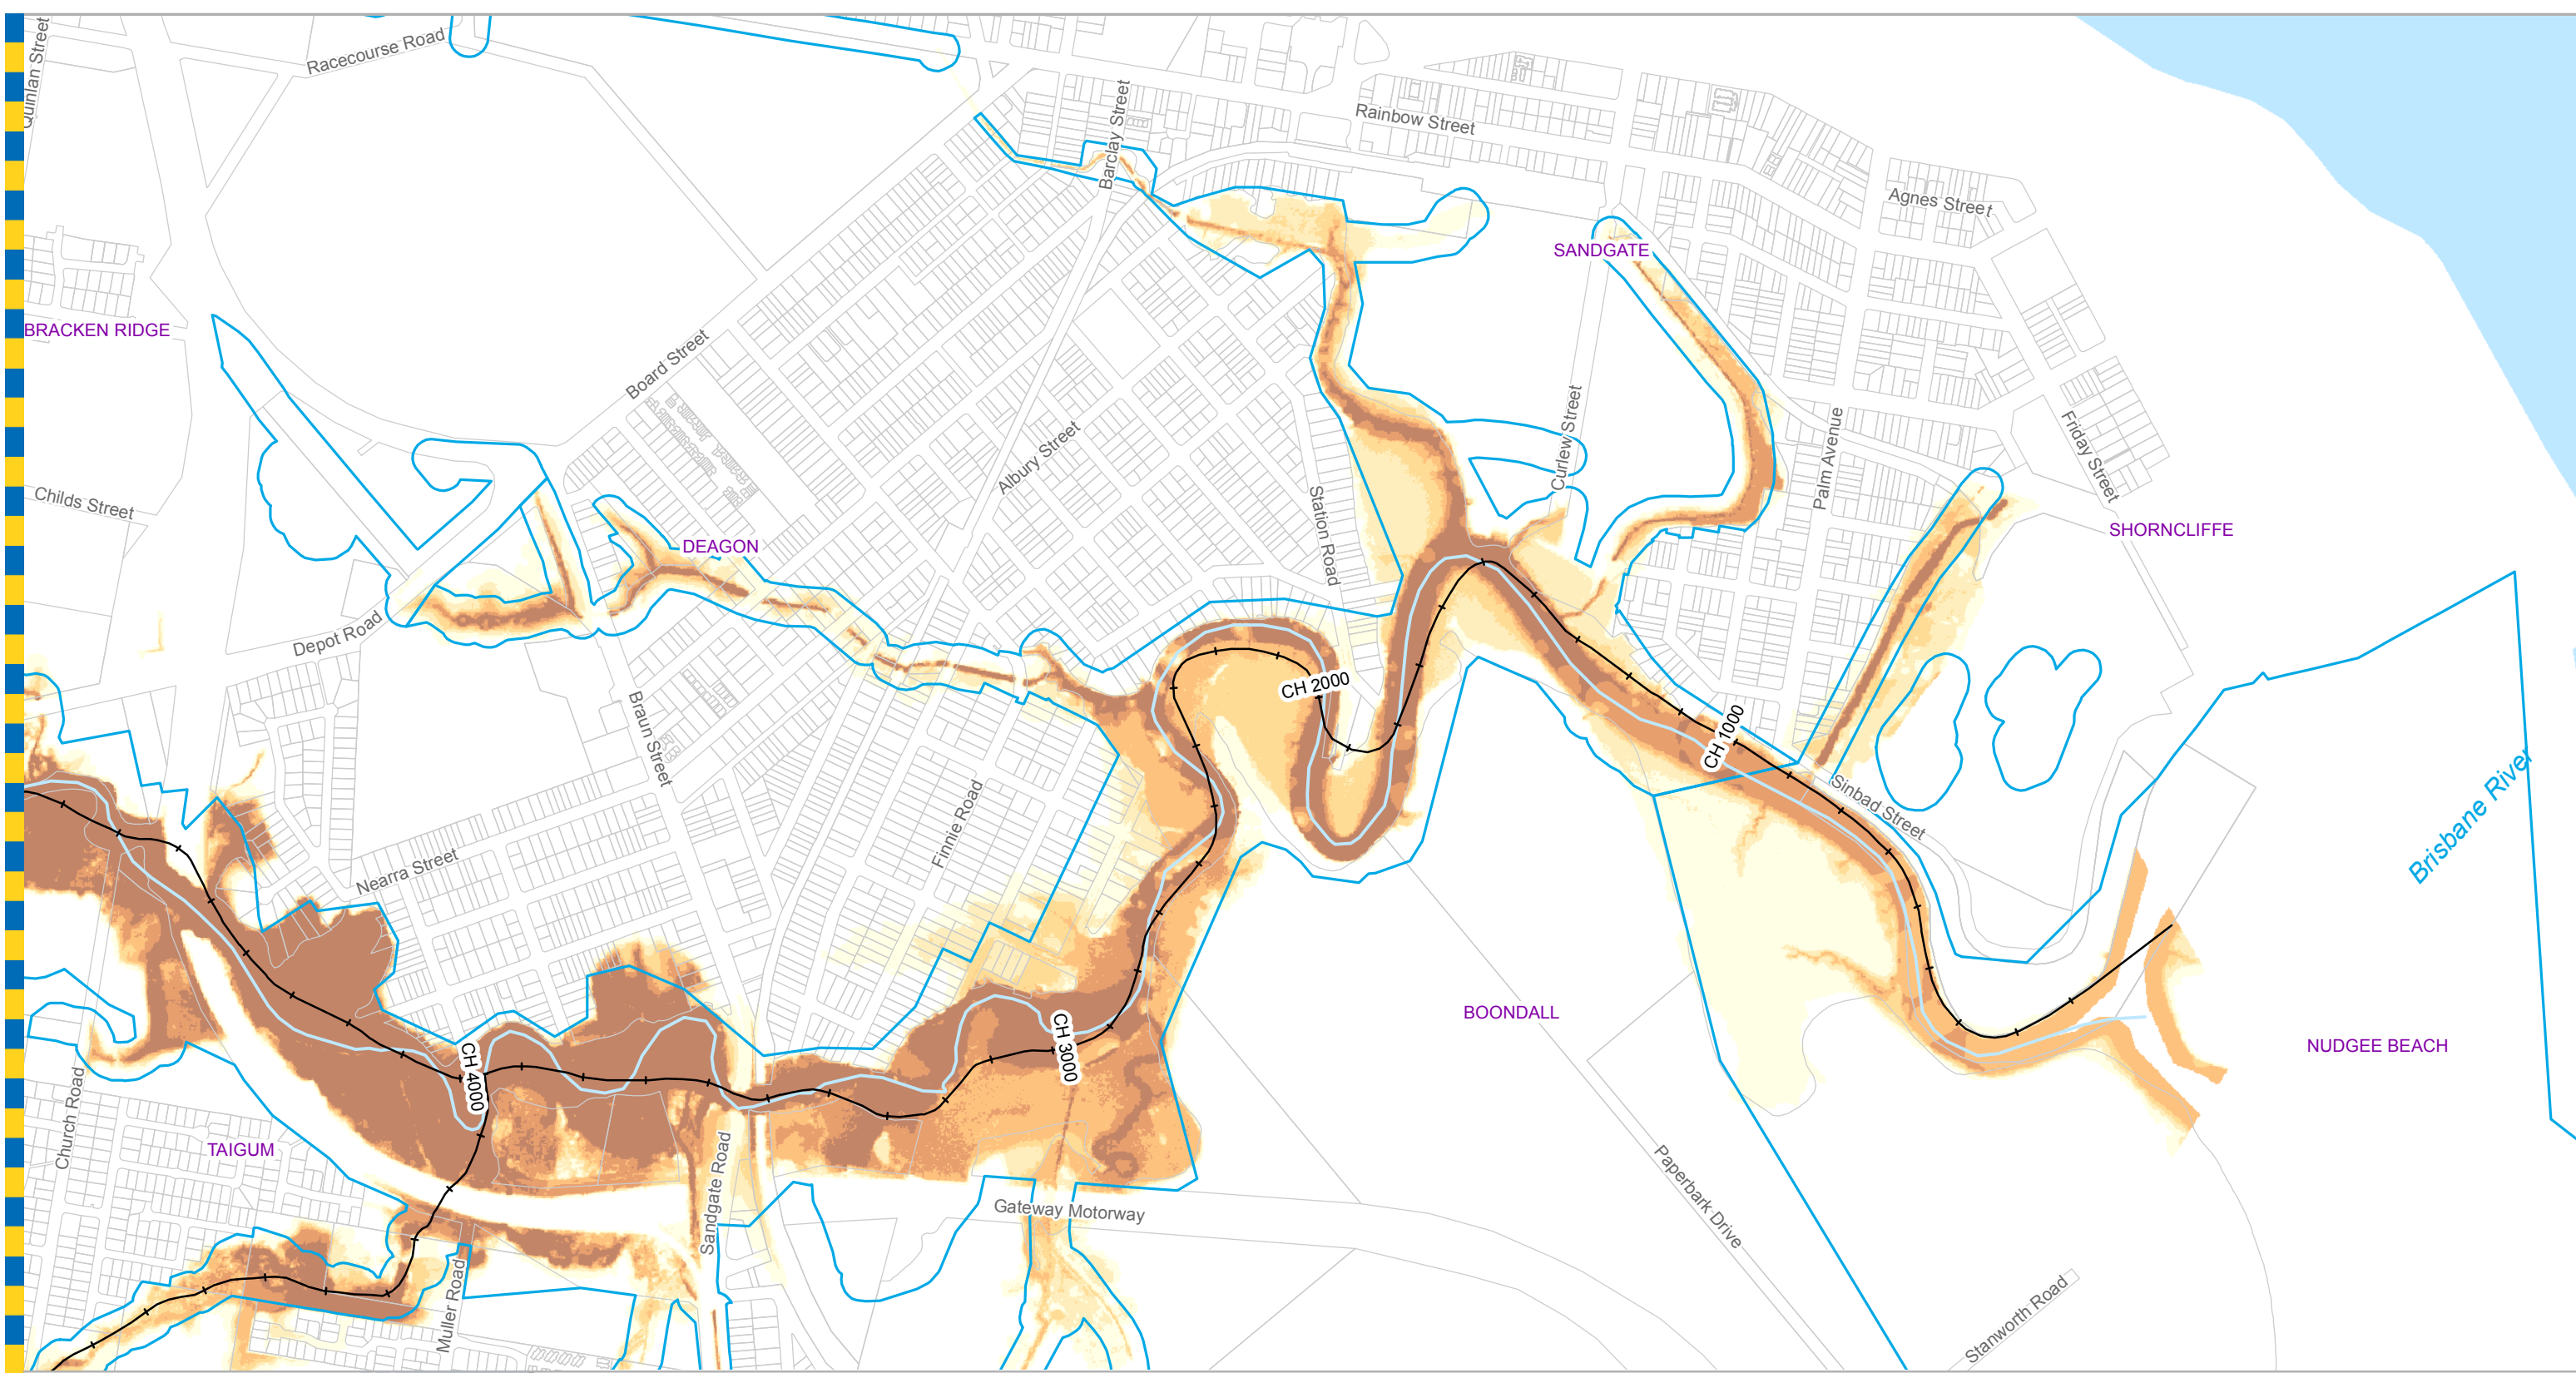 Quinlan Street
Racecourse Road
Barclay Street
Rainbow Street
Agnes Street
SANDGATE
BRACKEN RIDGE
Board Street
Albury Street
Curlew Street
Palm Avenue
Friday Street
Childs Street
Station Road
SHORNCLIFFE
DEAGON
Depot Road
Braun Street
CH 2000
CH 1000
Sinbad Street
Brisbane River
Finnie Road
Nearra Street
BOONDALL
NUDGEE BEACH
CH 3000
CH 4000
Church Road
TAIGUM
Sandgate Road
Gateway Motorway
Paperbark Drive
Muller Road
Stanworth Road